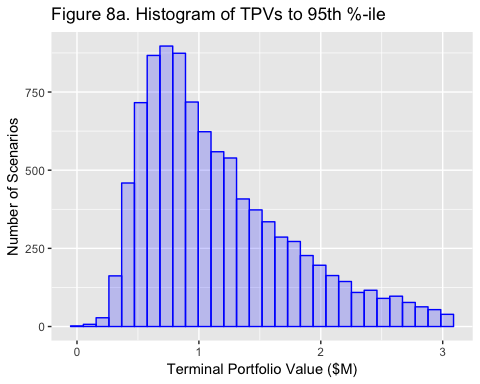 Figure 8a. Histogram of TPVs to 95th %-ile
Number of Scenarios
750
500
250
0
0 1 2 3
Terminal Portfolio Value ($M)